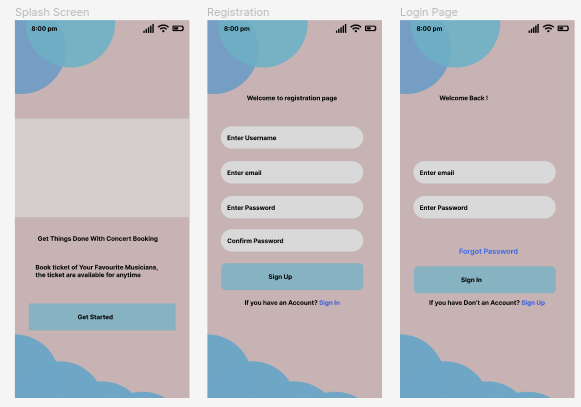 Splash Screen
8:00 pm
Get Things Done With Concert Booking
Book ticket of Your Favourite Musicians,
the ticket are available for anytime
Get Started
Registration
8:00 pm
Welcome to registration page
Enter Username
Enter email
Enter Password
Confirm Password
Sign Up
If you have an Account? Sign In
Login Page
8:00 pm
Welcome Back !
Enter email
Enter Password
Forgot Password
Sign In
If you have Don't an Account? Sign Up